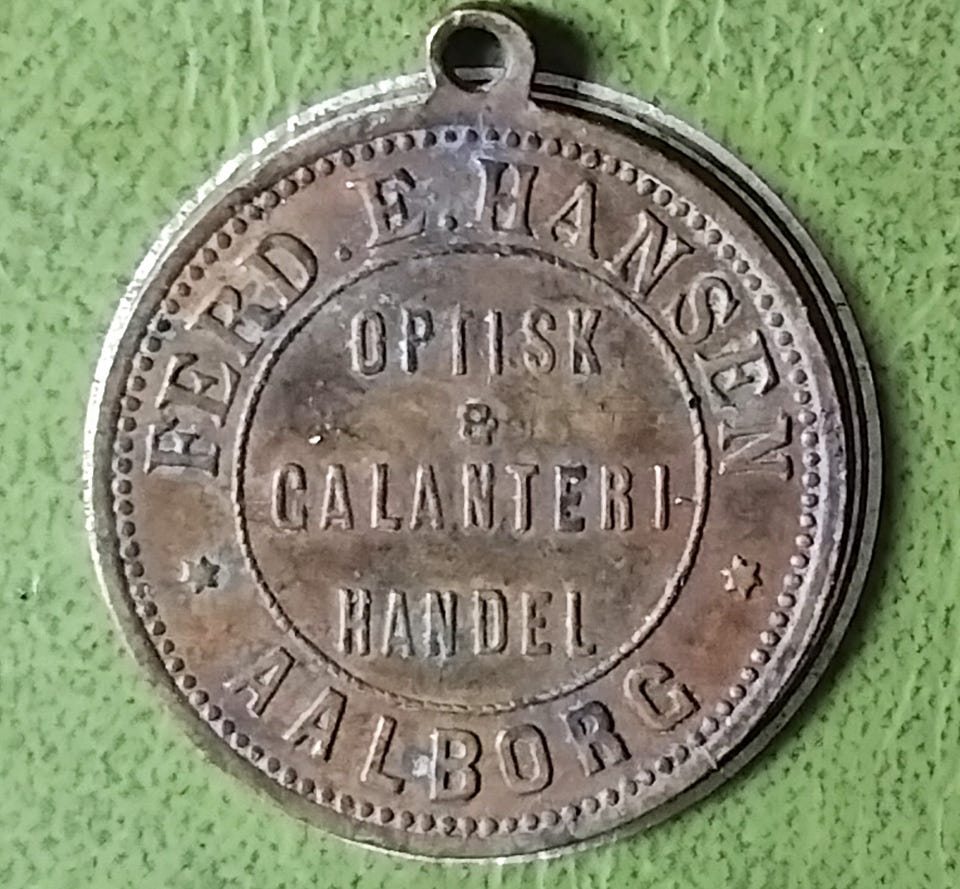 FERD. E. HANSEN
OPTISK
&
GALANTERI
HANDEL
AALBORG